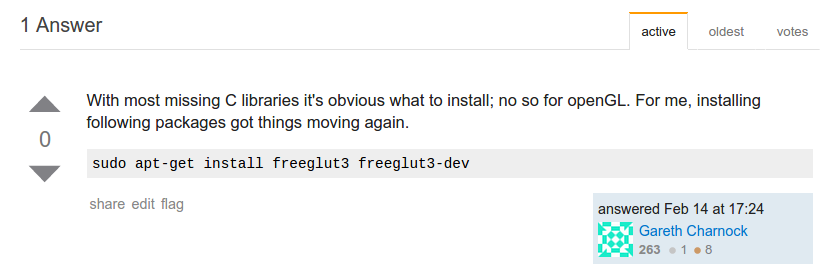 1 Answer
active oldest votes
With most missing C libraries it's obvious what to install; no so for openGL. For me, installing
following packages got things moving again.
0
sudo apt-get install freeglut3 freeglut3-dev
share edit flag
answered Feb 14 at 17:24
Gareth Charnock
263 1 8